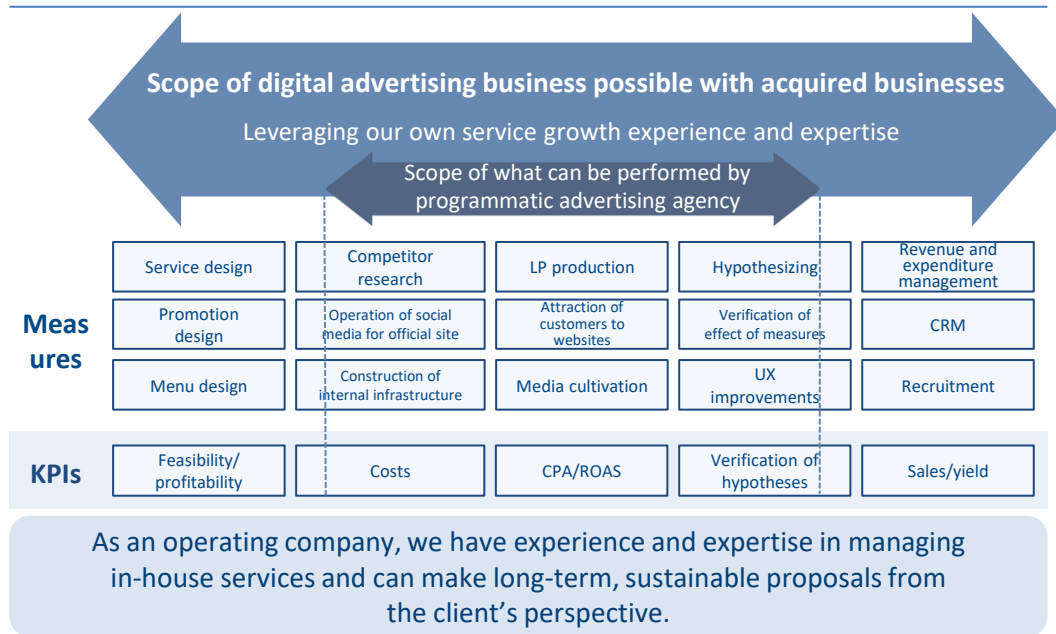 Scope of digital advertising business possible with acquired businesses
Leveraging our own service growth experience and expertise
Scope of what can be performed by
programmatic advertising agency
Service design
Competitor
research
LP production
Hypothesizing
Revenue and
expenditure
management
Meas
ures
Promotion
design
Operation of social
media for official site
Attraction of
customers to
websites
Verification of
effect of measures
CRM
Menu design
Construction of
internal infrastructure
Media cultivation
UX
improvements
Recruitment
KPIs
Feasibility/
profitability
Costs
CPA/ROAS
Verification of
hypotheses
Sales/yield
As an operating company, we have experience and expertise in managing
in-house services and can make long-term, sustainable proposals from
the client’s perspective.